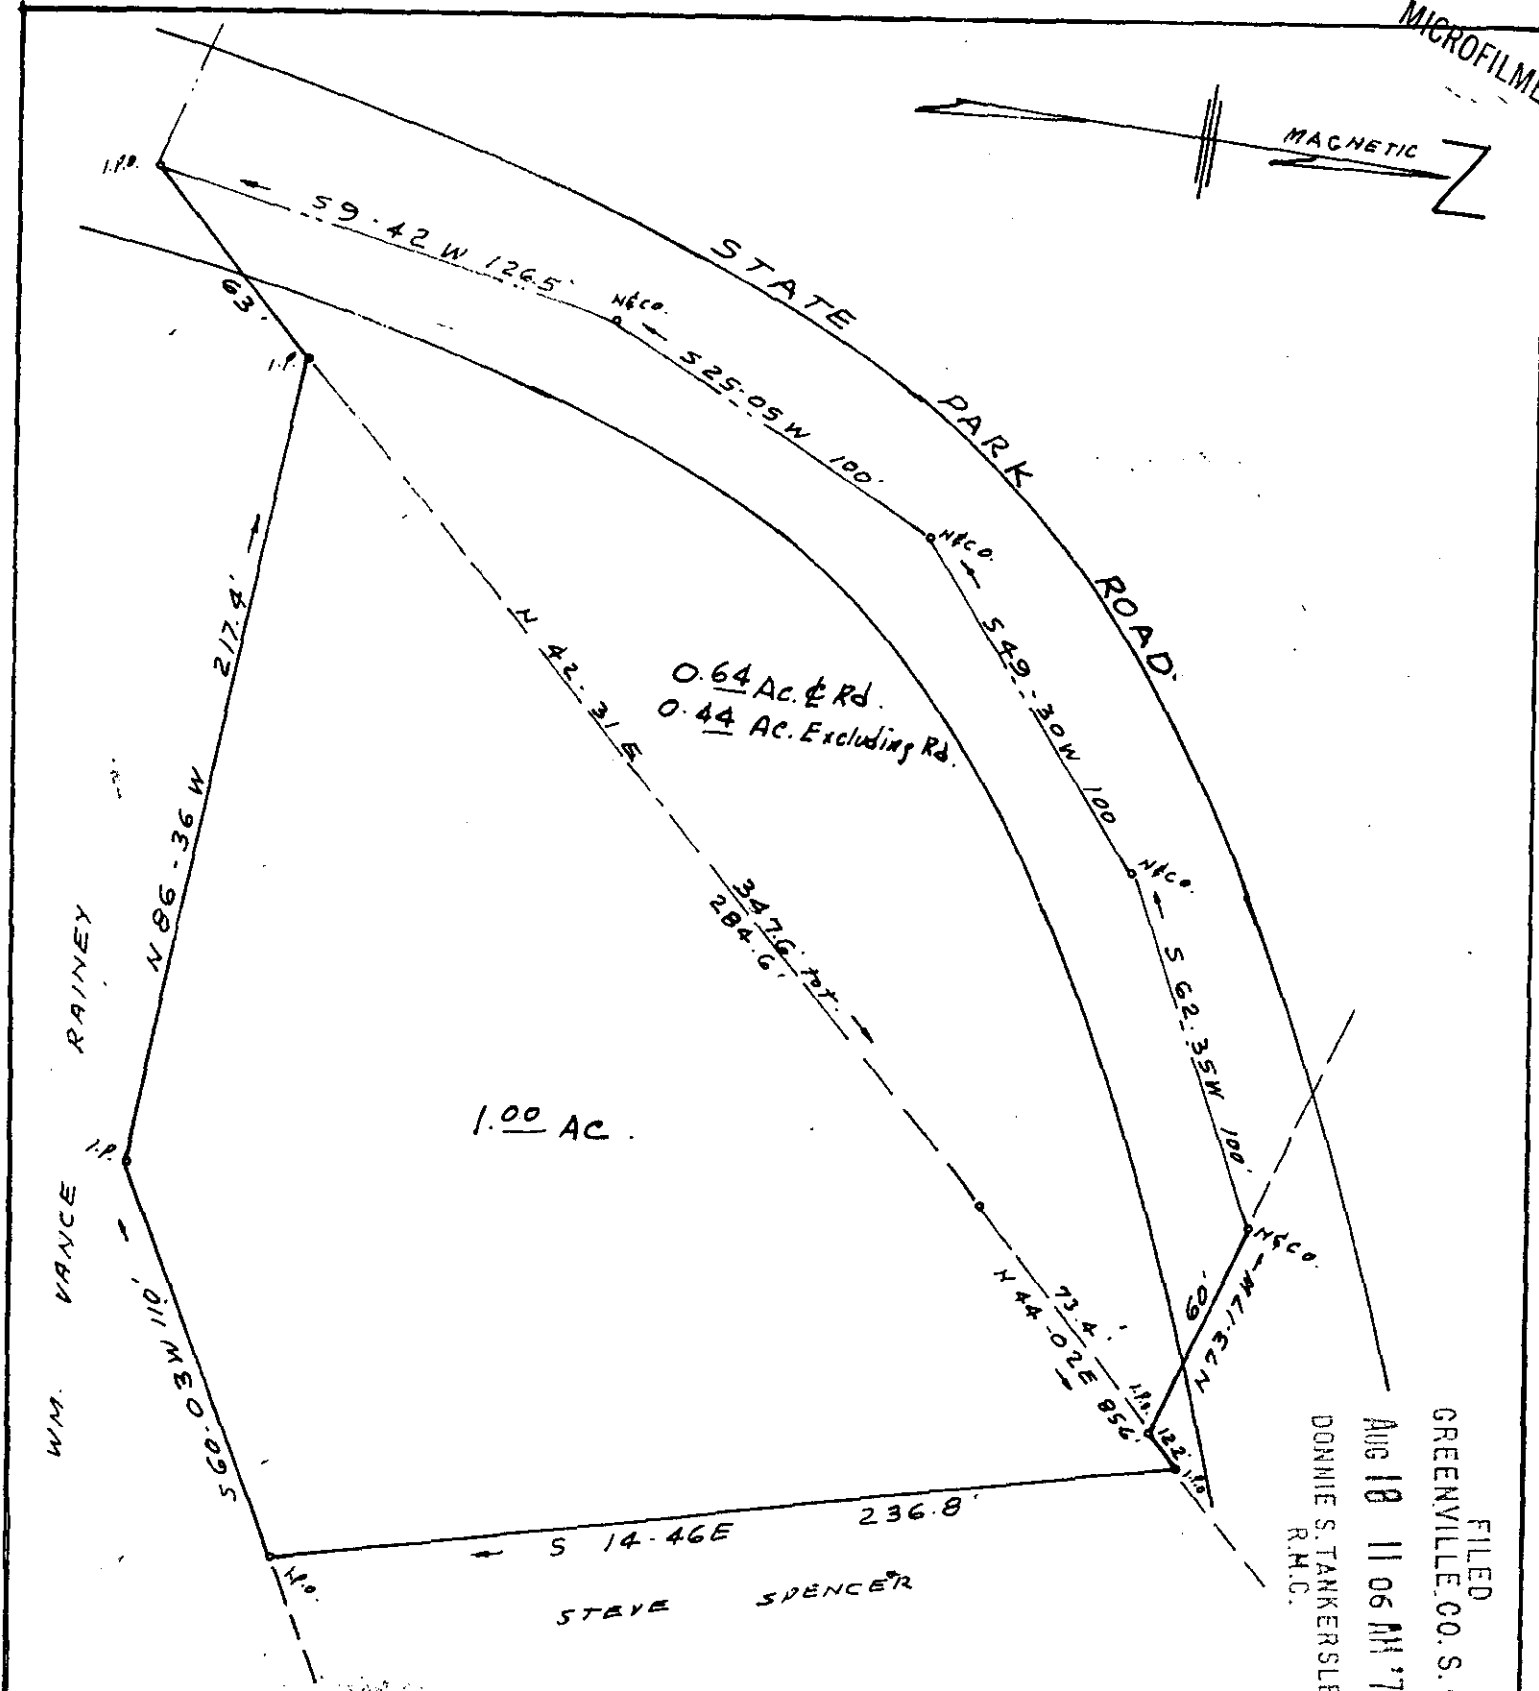 MAGNETIC
Z
I.P.O.
S 9-42 W 126.5'
STATE PARK ROAD
N&CO.
63'
I.P.
S 25-05 W 100'
N&CO.
S 49-30 W 100
N 42-31 E
347.6' tot.
284.6'
0.64 Ac. ₵ Rd.
0.44 Ac. Excluding Rd.
N 86-36 W 217.4'
N&CO.
S 62-35 W 100'
N&CO.
WM. VANCE RAINEY
1.00 AC.
I.P.
S 60-03 W 110'
73.4'
N 44-02 E 85.6'
60'
N 73-17 W
I.P.O.
12.2'
I.P.O.
S 14-46 E 236.8'
I.P.O.
STEVE SPENCER
FILED
GREENVILLE CO. S.
AUG 18 11 06 AM '7
DONNIE S. TANKERSLE
R.M.C.